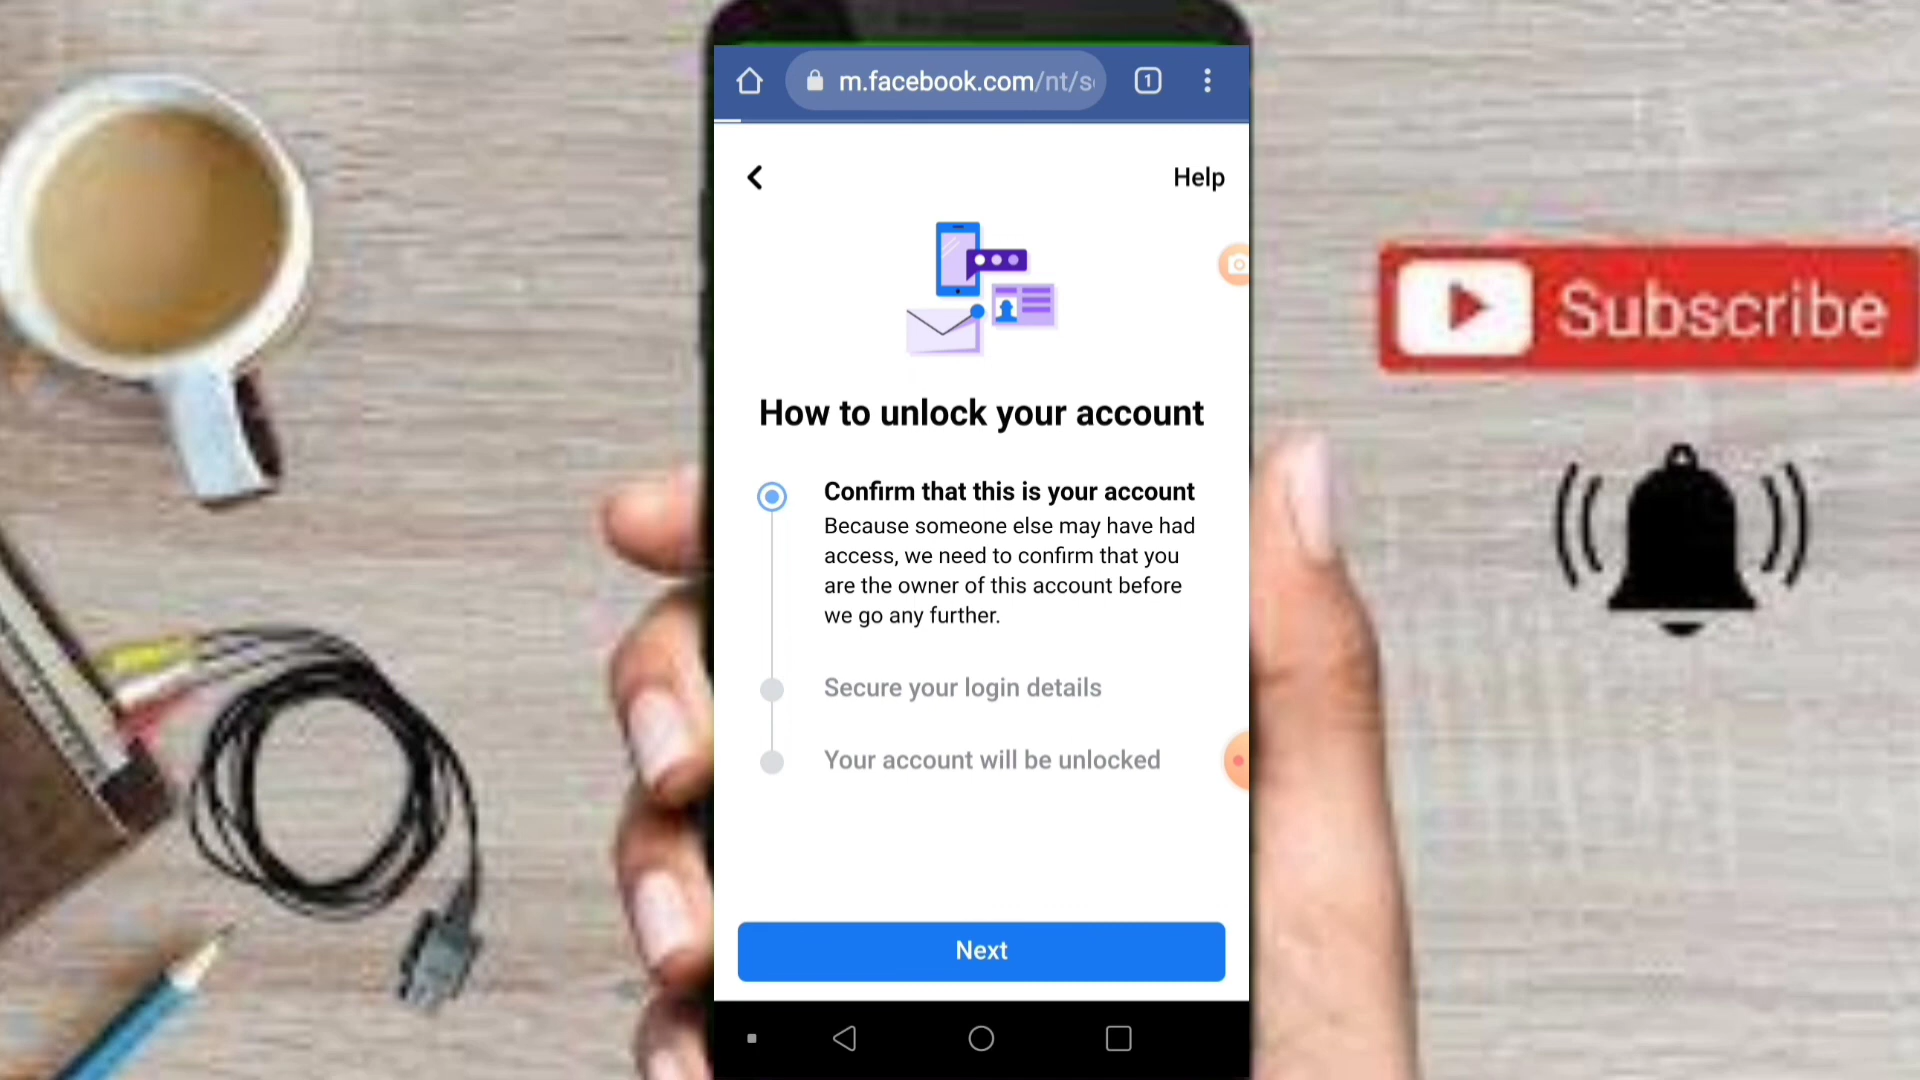 m.facebook.com/nt/s
1
Help
How to unlock your account
Confirm that this is your account
Because someone else may have had
access, we need to confirm that you
are the owner of this account before
we go any further.
Secure your login details
Your account will be unlocked
Next
Subscribe